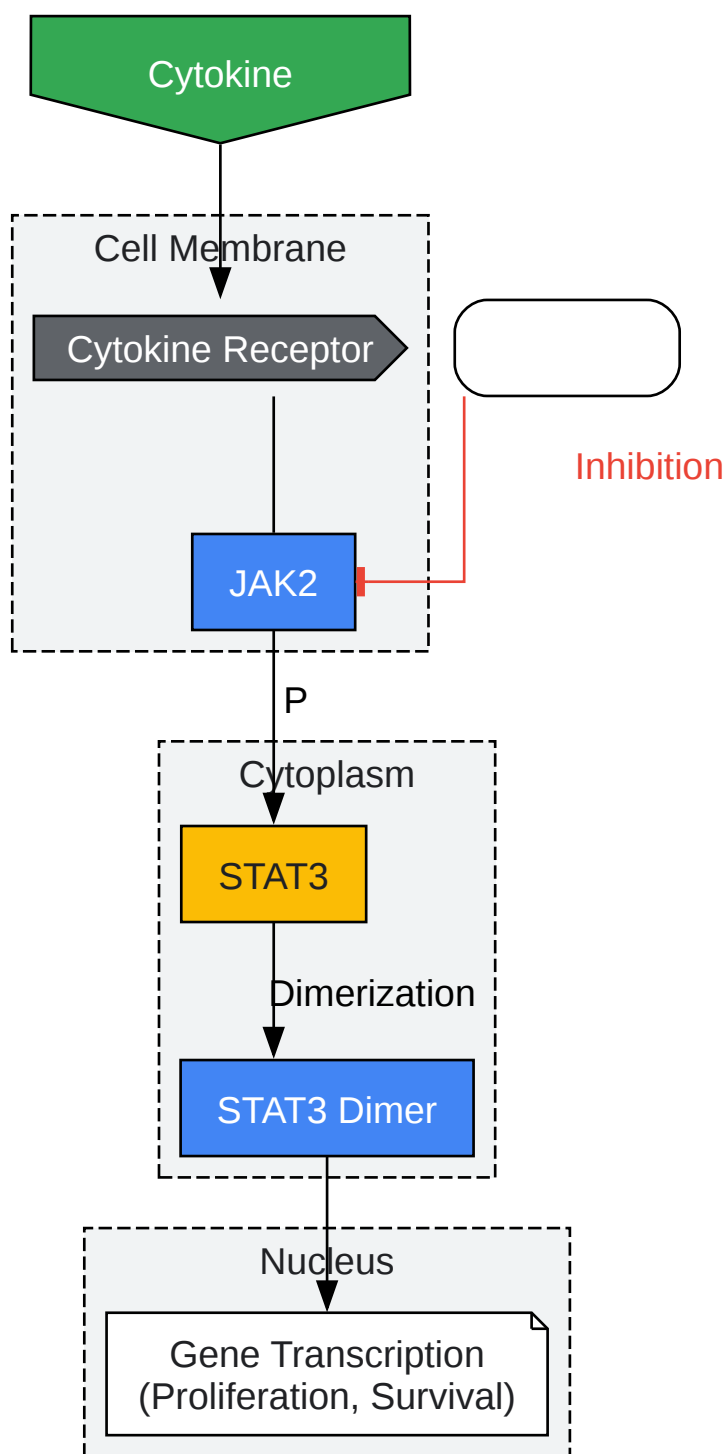 Cytokine
Cell Membrane
Cytokine Receptor
Inhibition
JAK2
P
Cytoplasm
STAT3
Dimerization
STAT3 Dimer
Nucleus
Gene Transcription
(Proliferation, Survival)